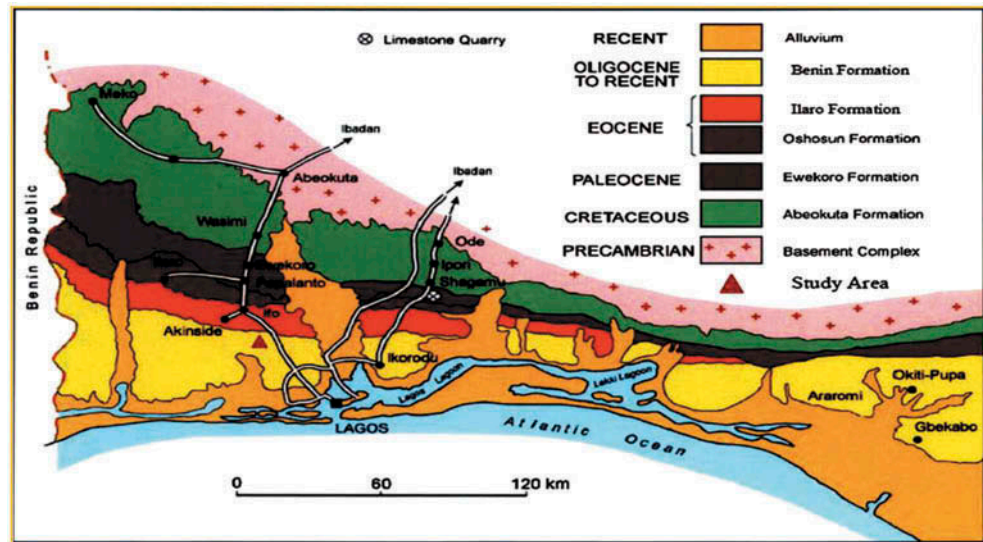 Limestone Quarry
RECENT
Alluvium
OLIGOCENE
TO RECENT
Benin Formation
EOCENE
Ilaro Formation
Oshosun Formation
PALEOCENE
Ewekoro Formation
CRETACEOUS
Abeokuta Formation
PRECAMBRIAN
Basement Complex
Study Area
Meko
Ibadan
Abeokuta
Ibadan
Wasimi
Ode
Ipori
Shagamu
Ewekoro
Papalanto
Ifo
Akinside
Ikorodu
Benin Republic
Lagos Lagoon
Lekki Lagoon
LAGOS
Atlantic Ocean
Araromi
Okiti-Pupa
Gbekabo
0 60 120 km